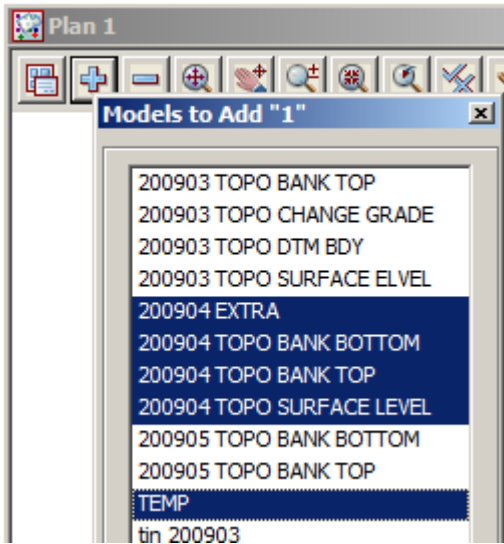 Plan 1
Models to Add "1"
200903 TOPO BANK TOP
200903 TOPO CHANGE GRADE
200903 TOPO DTM BDY
200903 TOPO SURFACE ELVEL
200904 EXTRA
200904 TOPO BANK BOTTOM
200904 TOPO BANK TOP
200904 TOPO SURFACE LEVEL
200905 TOPO BANK BOTTOM
200905 TOPO BANK TOP
TEMP
tin 200903